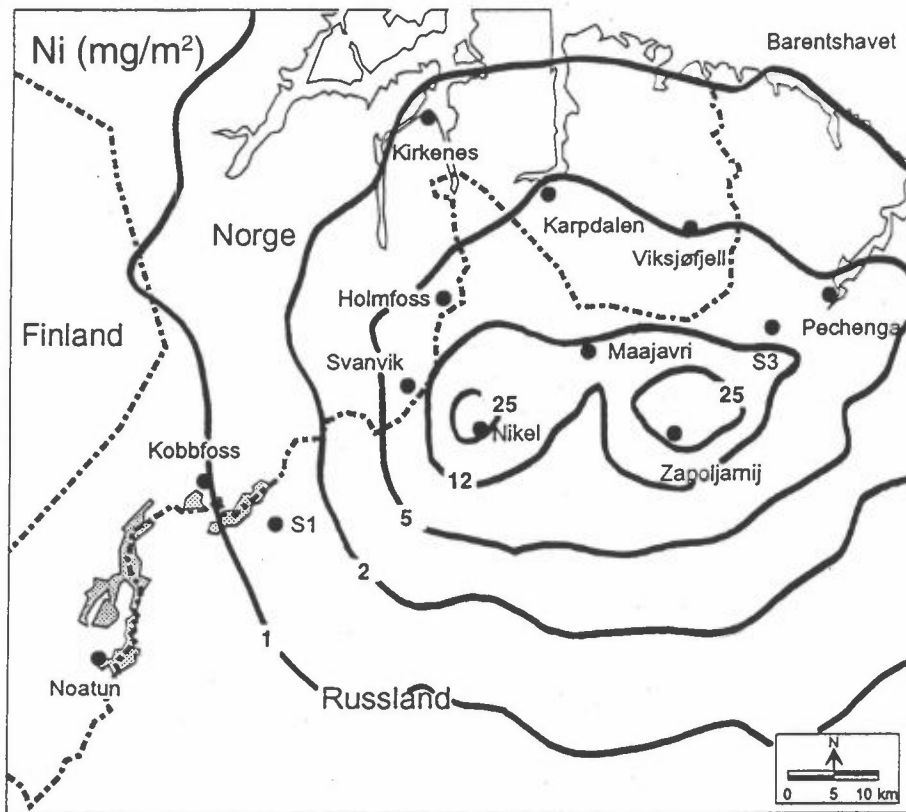 Ni (mg/m²)
Barentshavet
Kirkenes
Norge
Karpdalen
Viksjøfjell
Holmfoss
Pechenga
Finland
Maajavri
S3
Svanvik
25
25
Nikel
Kobbfoss
Zapoljarnij
12
5
S1
2
1
Noatun
Russland
N
0 5 10 km